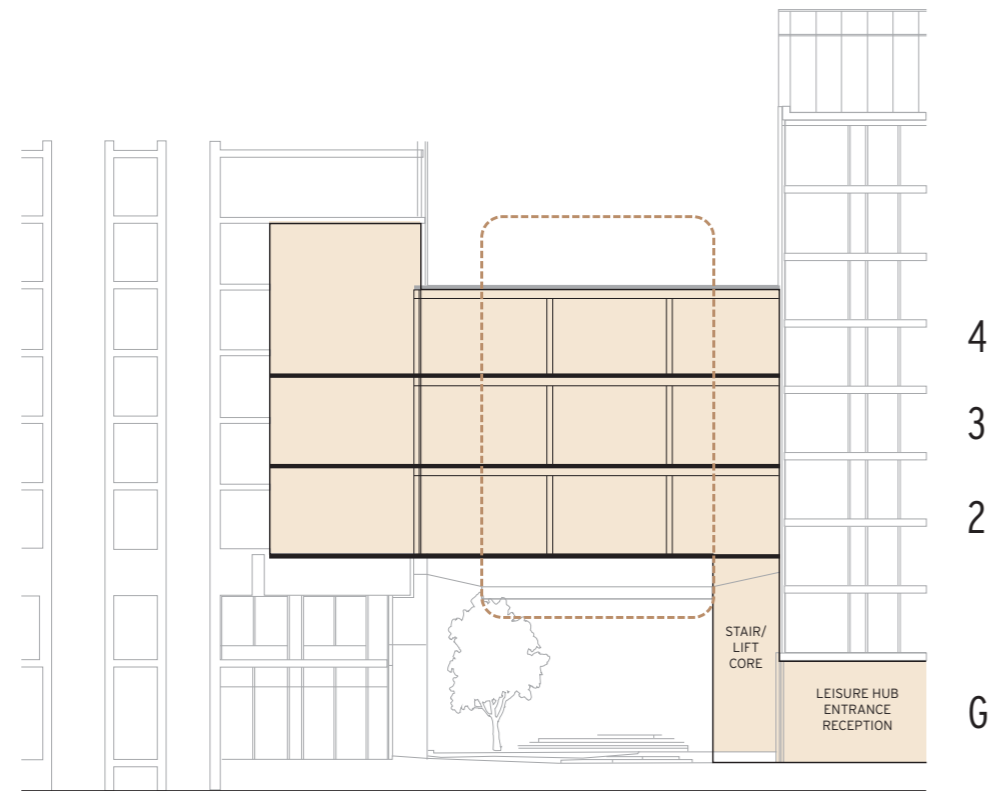 4
3
2
STAIR/
LIFT
CORE
LEISURE HUB
ENTRANCE
RECEPTION
G